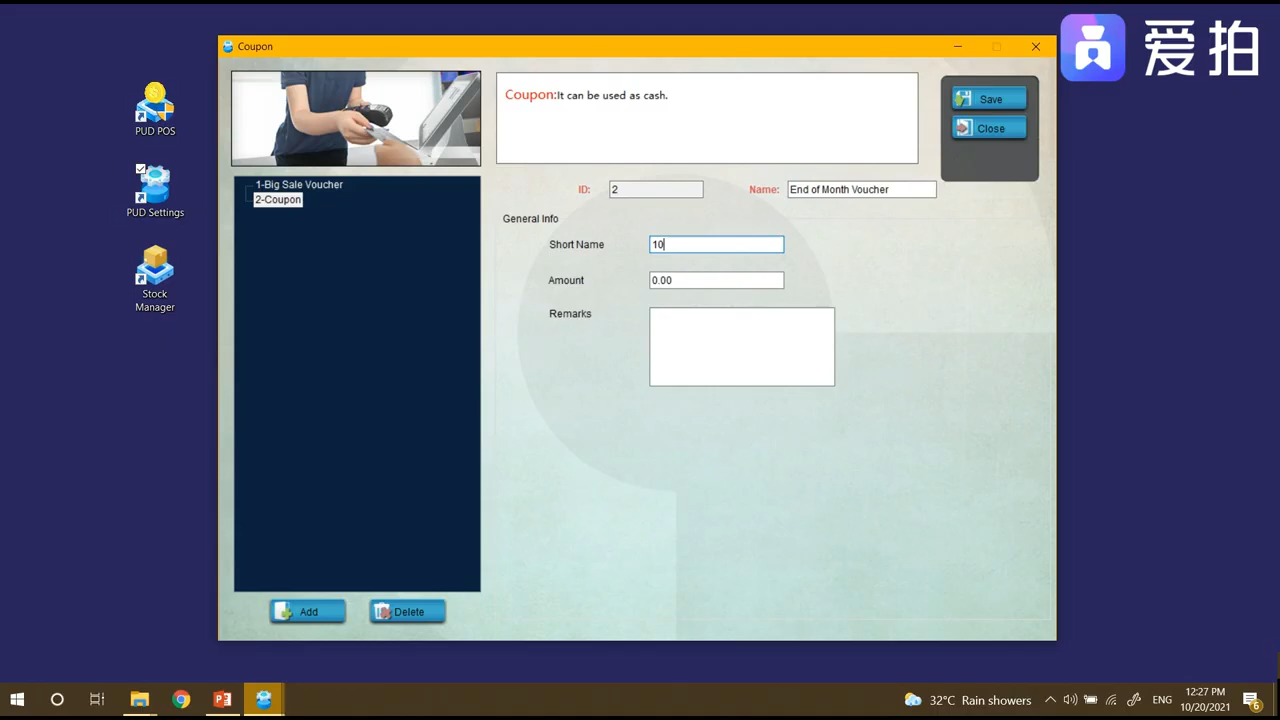 爱拍
Coupon
PUD POS
PUD Settings
Stock
Manager
Coupon:It can be used as cash.
Save
Close
1-Big Sale Voucher
2-Coupon
ID: 2 Name: End of Month Voucher
General Info
Short Name 10
Amount 0.00
Remarks
Add Delete
32°C Rain showers
ENG
12:27 PM
10/20/2021
6